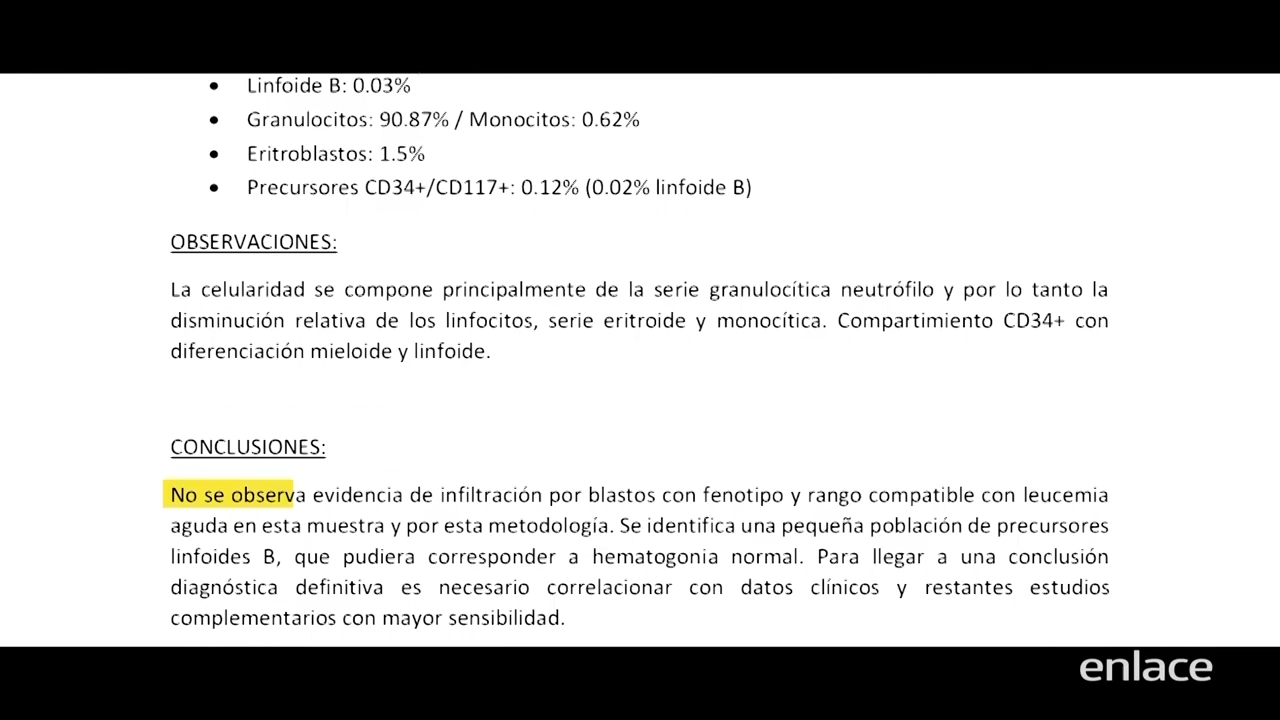 • Linfoide B: 0.03%
• Granulocitos: 90.87% / Monocitos: 0.62%
• Eritroblastos: 1.5%
• Precursores CD34+/CD117+: 0.12% (0.02% linfoide B)
OBSERVACIONES:
La celularidad se compone principalmente de la serie granulocítica neutrófilo y por lo tanto la
disminución relativa de los linfocitos, serie eritroide y monocítica. Compartimiento CD34+ con
diferenciación mieloide y linfoide.
CONCLUSIONES:
No se observa evidencia de infiltración por blastos con fenotipo y rango compatible con leucemia
aguda en esta muestra y por esta metodología. Se identifica una pequeña población de precursores
linfoides B, que pudiera corresponder a hematogonia normal. Para llegar a una conclusión
diagnóstica definitiva es necesario correlacionar con datos clínicos y restantes estudios
complementarios con mayor sensibilidad.
enlace